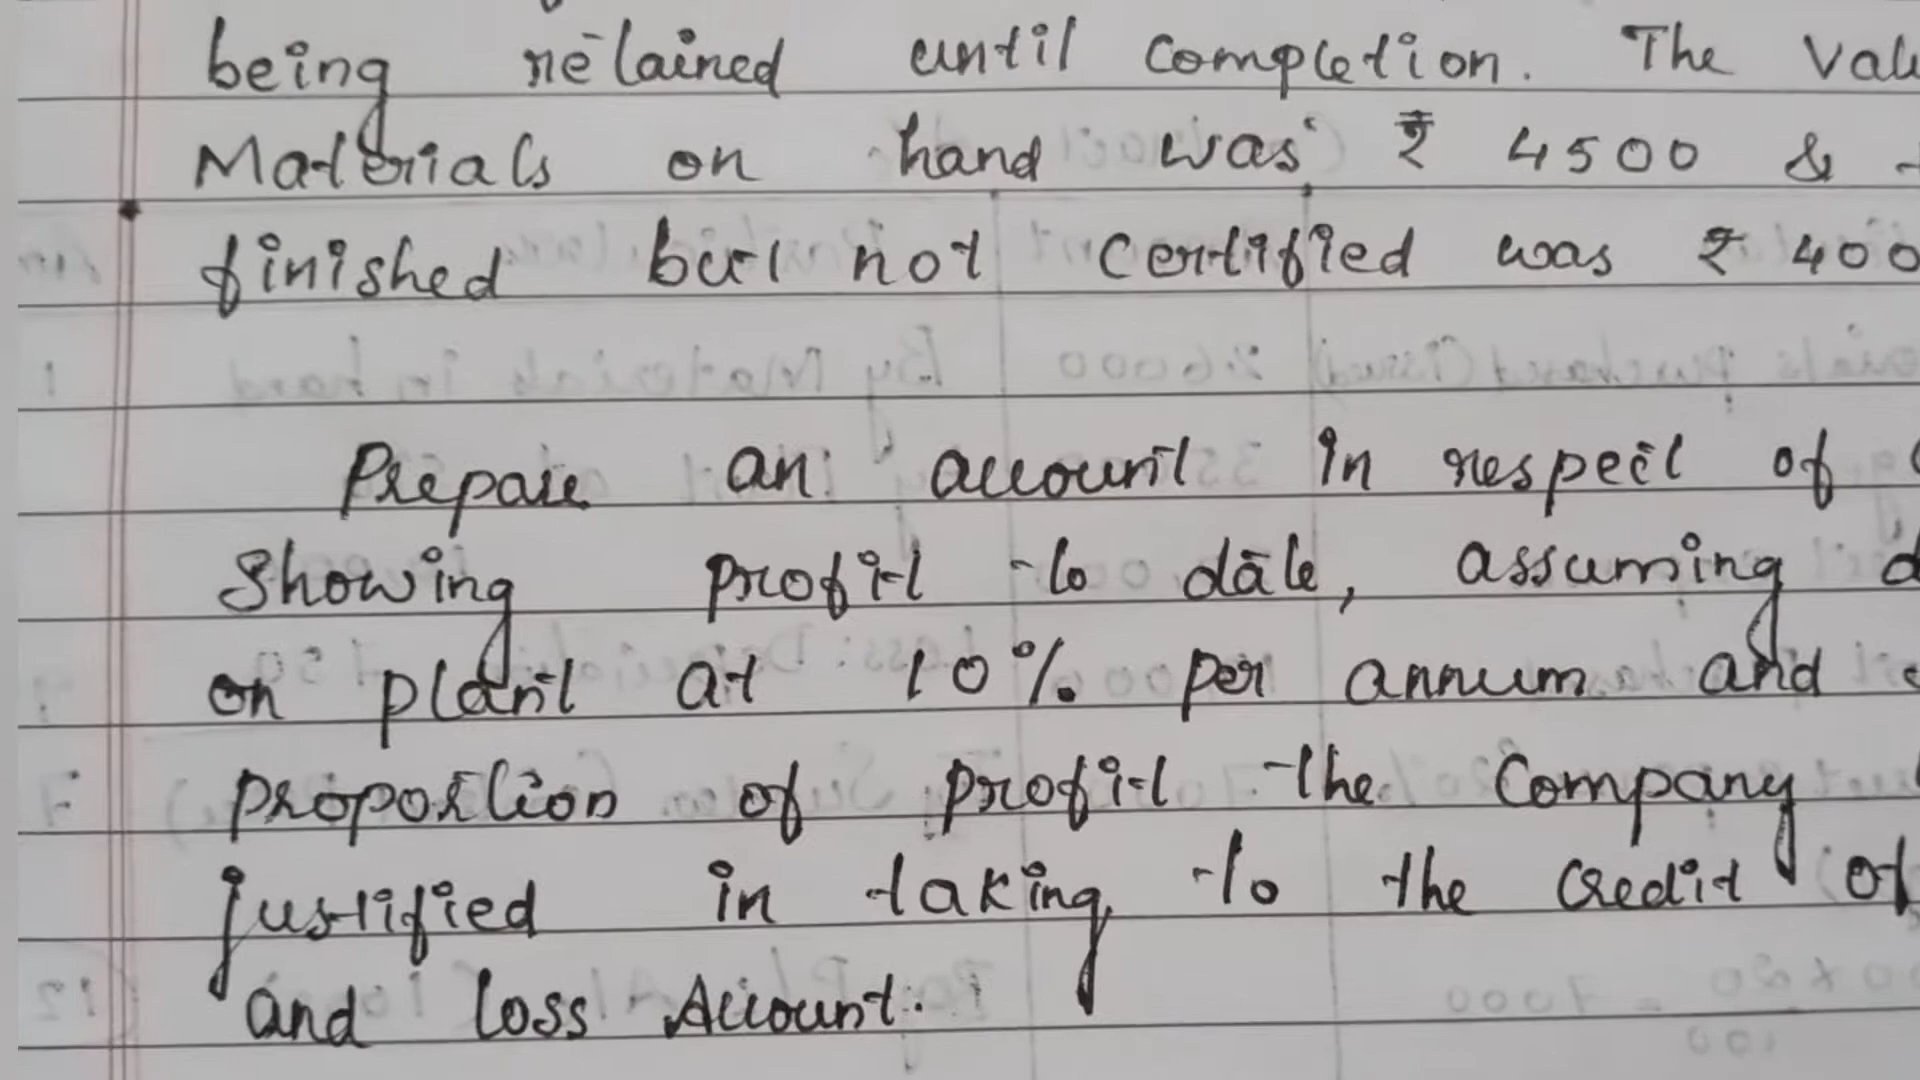 being retained until completion. The
Materials on hand was ₹ 4500 &
finished but not certified was ₹ 400
Prepare an account in respect of
Showing profit to date, assuming
on plant at 10% per annum and
proportion of profit the Company
justified in taking to the credit of
and loss Account.